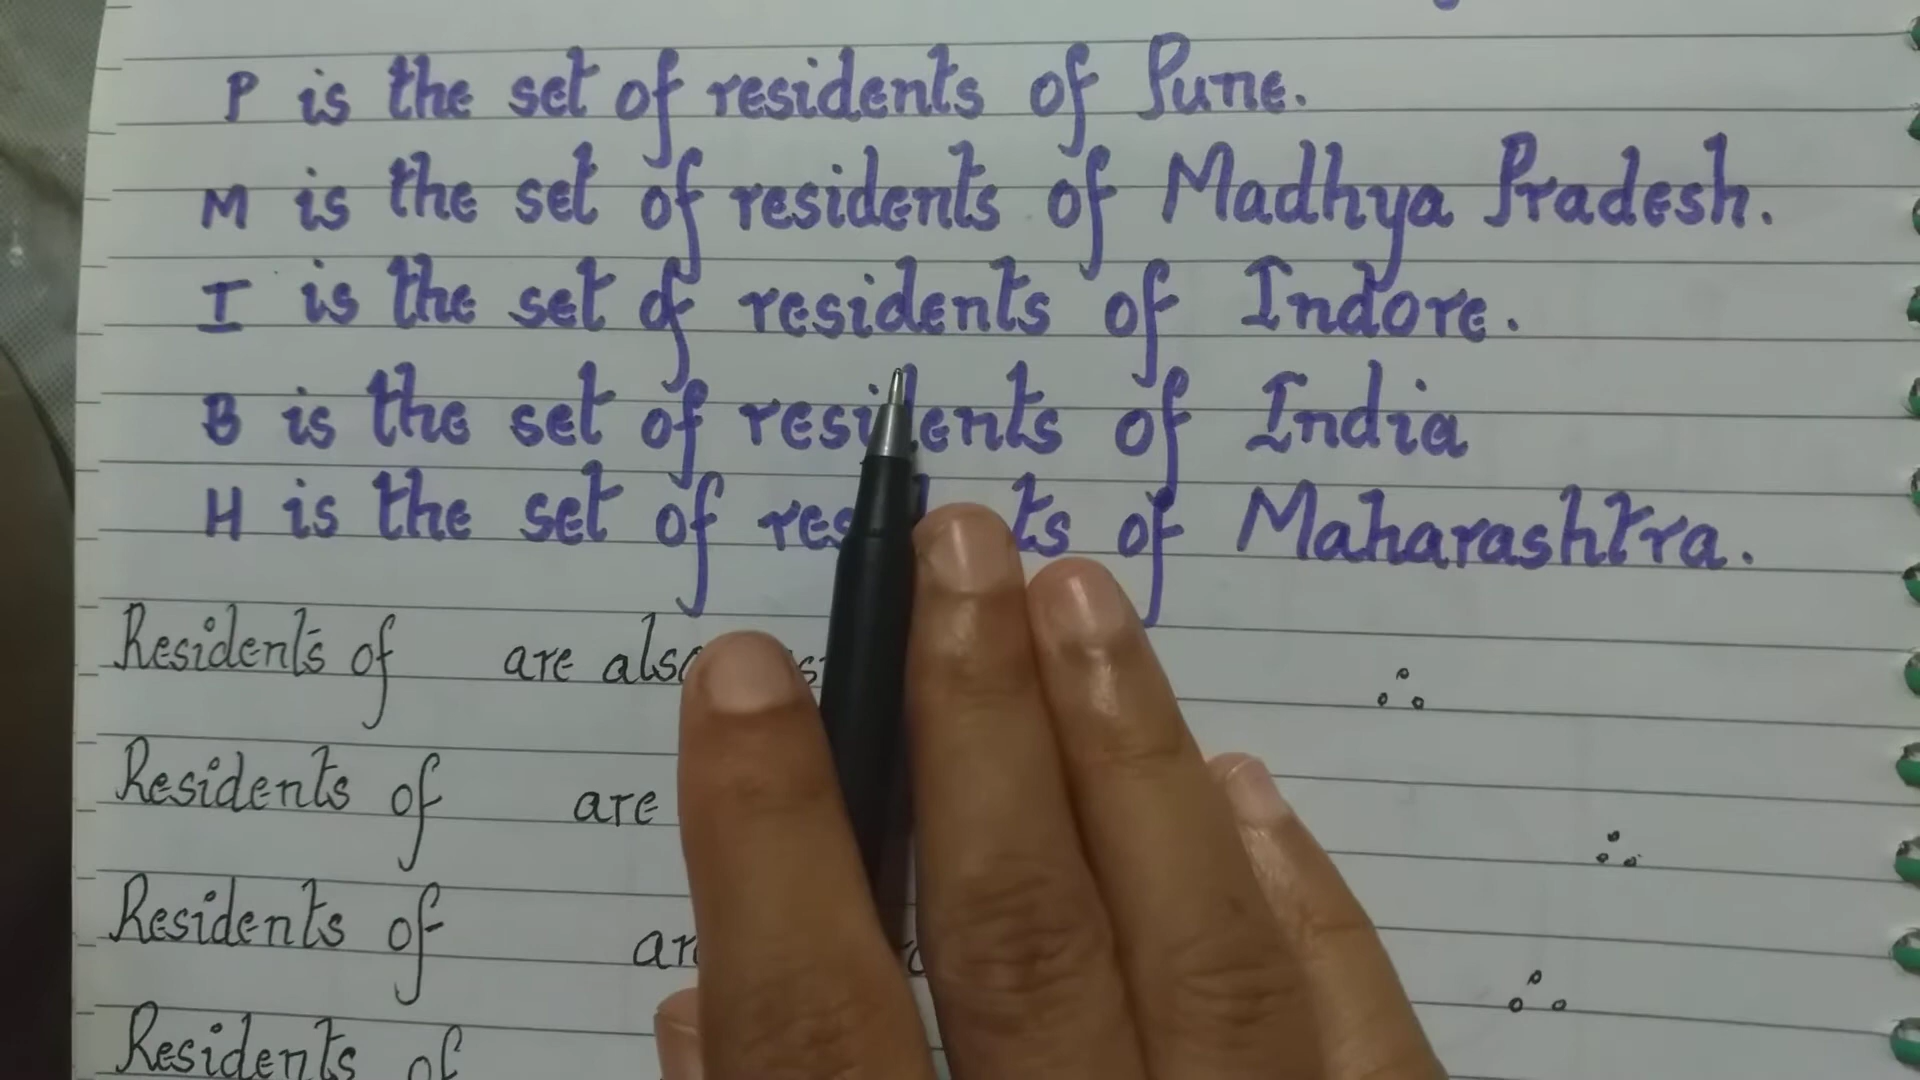 P is the set of residents of Pune.
M is the set of residents of Madhya Pradesh.
I is the set of residents of Indore.
B is the set of residents of India
H is the set of of Maharashtra.
Residents of are also
Residents of are
Residents of
Residents of